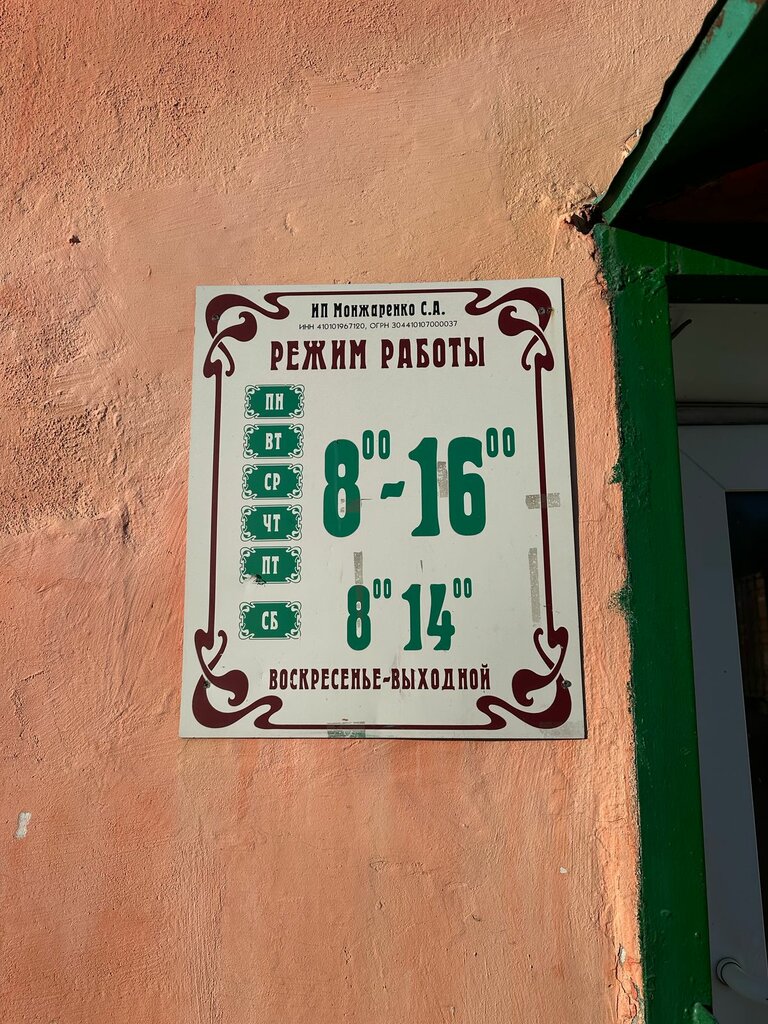 ИП Монжаренко С.А.
ИНН 410101967120, ОГРН 304410107000037
РЕЖИМ РАБОТЫ
ПН
ВТ
СР
ЧТ
ПТ
8⁰⁰-16⁰⁰
СБ 8⁰⁰ 14⁰⁰
ВОСКРЕСЕНЬЕ-ВЫХОДНОЙ